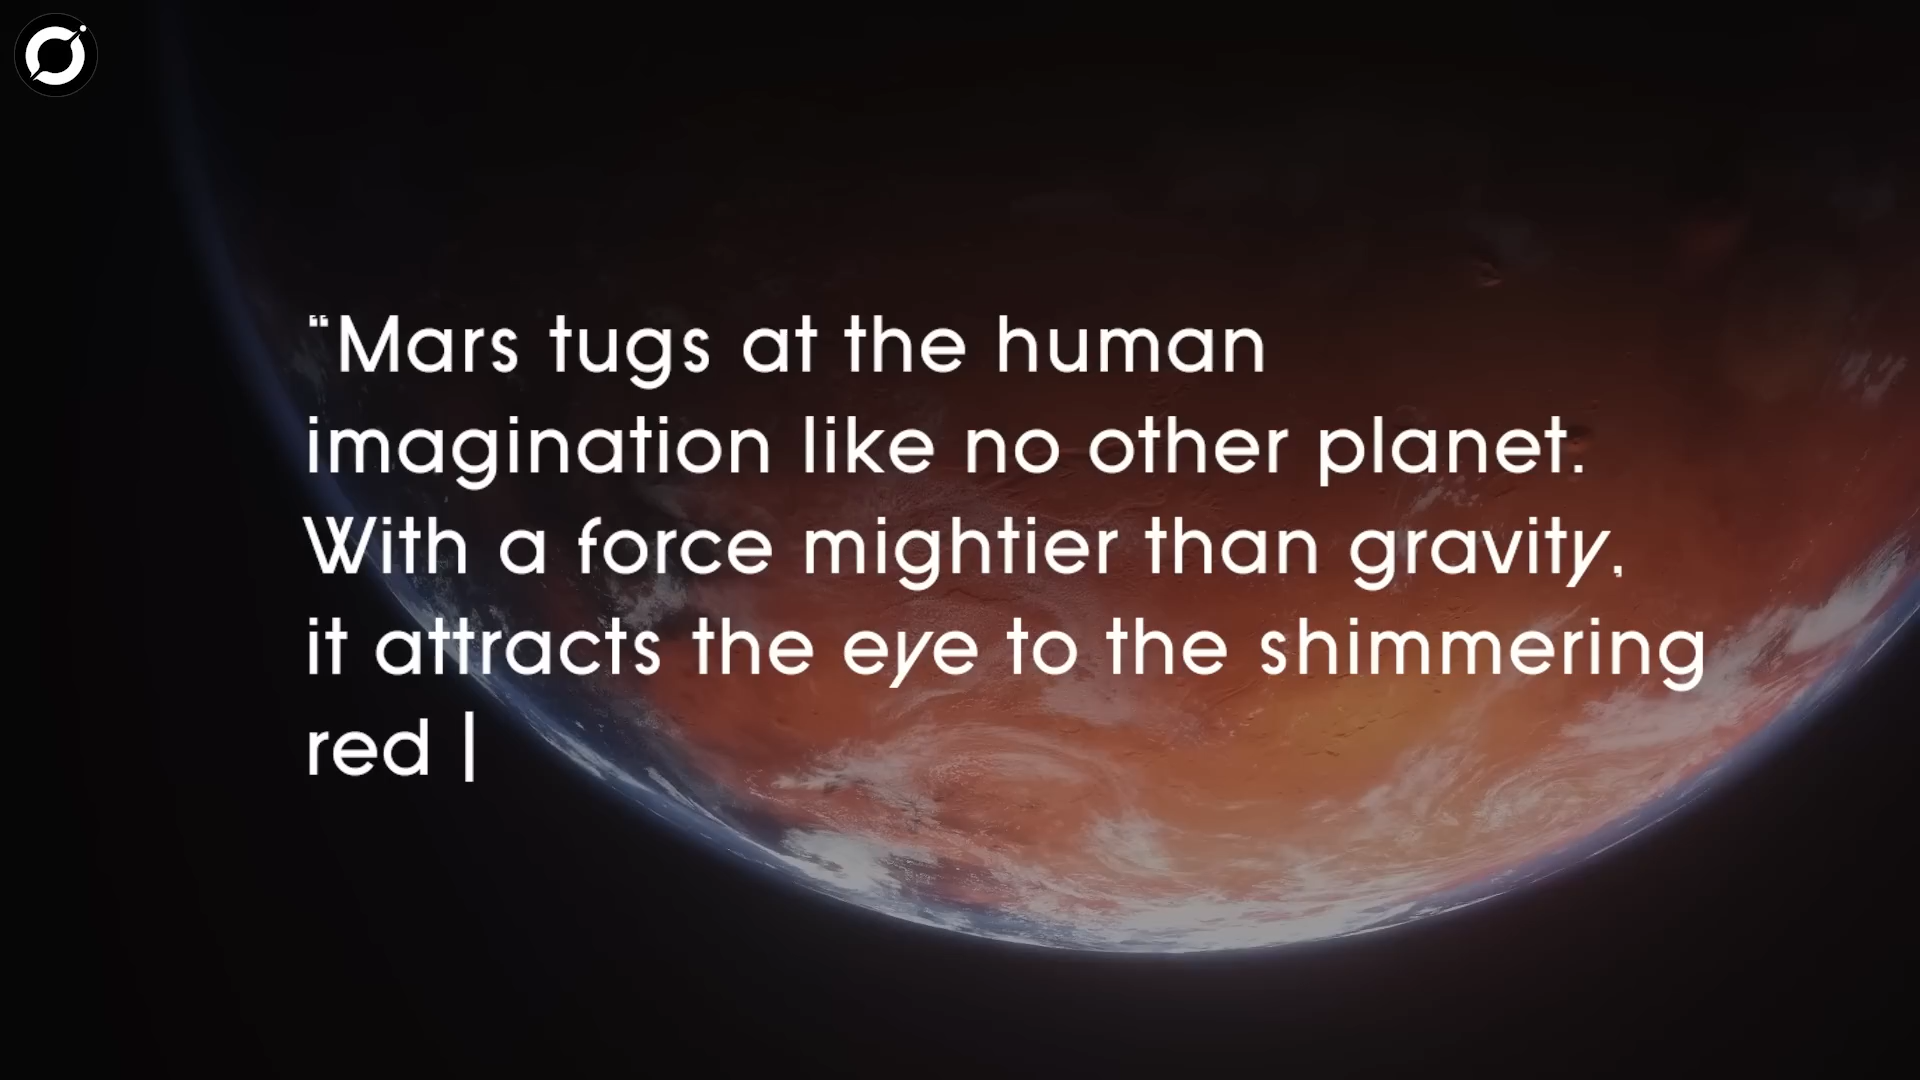 “Mars tugs at the human
imagination like no other planet.
With a force mightier than gravity,
it attracts the eye to the shimmering
red |